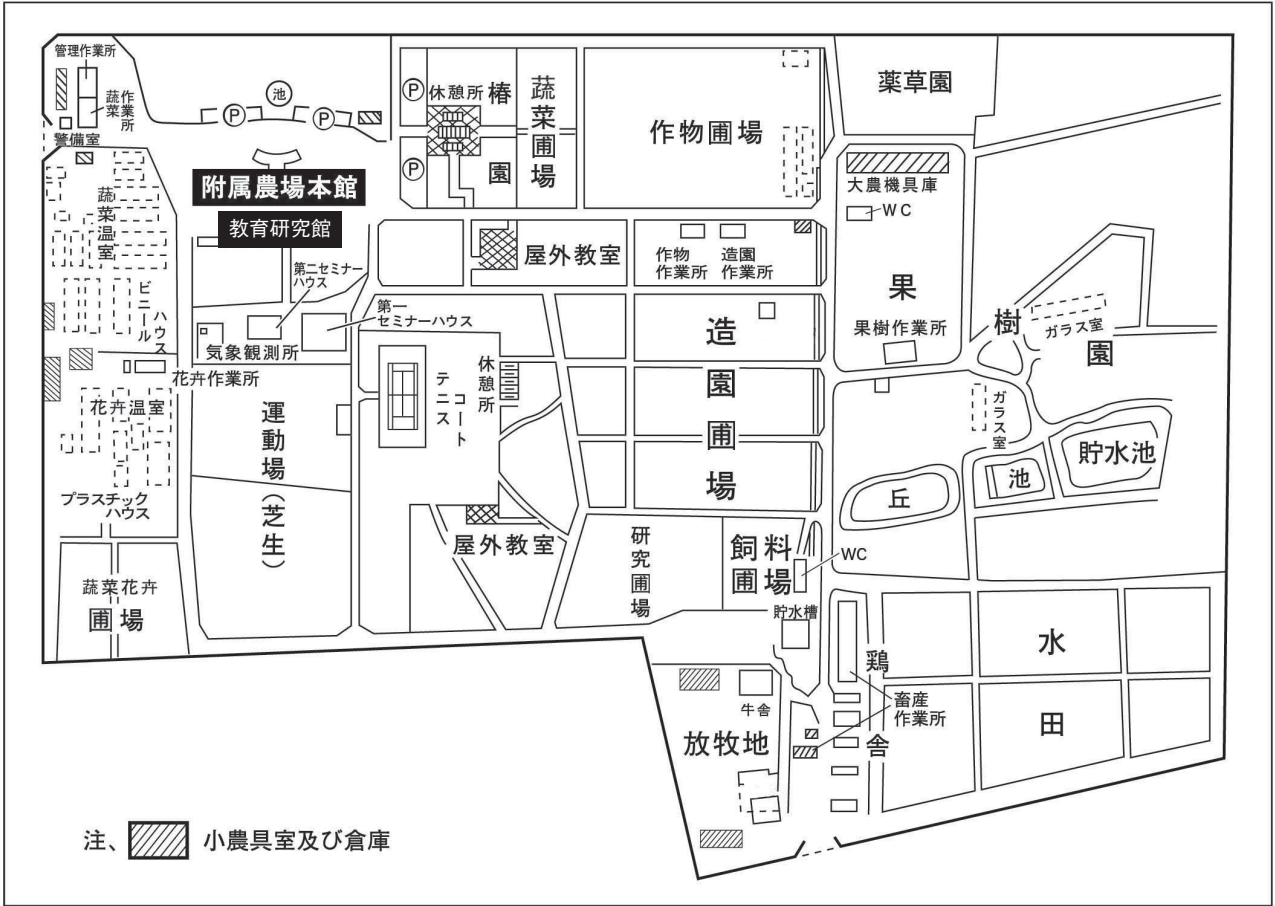 管理作業所
蔬菜
作業所
警備室
池
P
P
附属農場本館
教育研究館
P
P
休憩所
椿園
蔬菜圃場
作物圃場
薬草園
大農機具庫
WC
蔬菜温室
ビニール
ハウス
第二セミナー
ハウス
第一
セミナーハウス
気象観測所
屋外教室
作物
作業所
造園
作業所
果樹園
果樹作業所
ガラス室
ガラス室
花卉作業所
花卉温室
プラスチック
ハウス
運動場(芝生)
テニス
コート
休憩所
造園圃場
丘
池
貯水池
屋外教室
研究圃場
飼料
圃場
WC
貯水槽
蔬菜花卉
圃場
鶏舎
畜産
作業所
牛舎
放牧地
水田
注、
小農具室及び倉庫